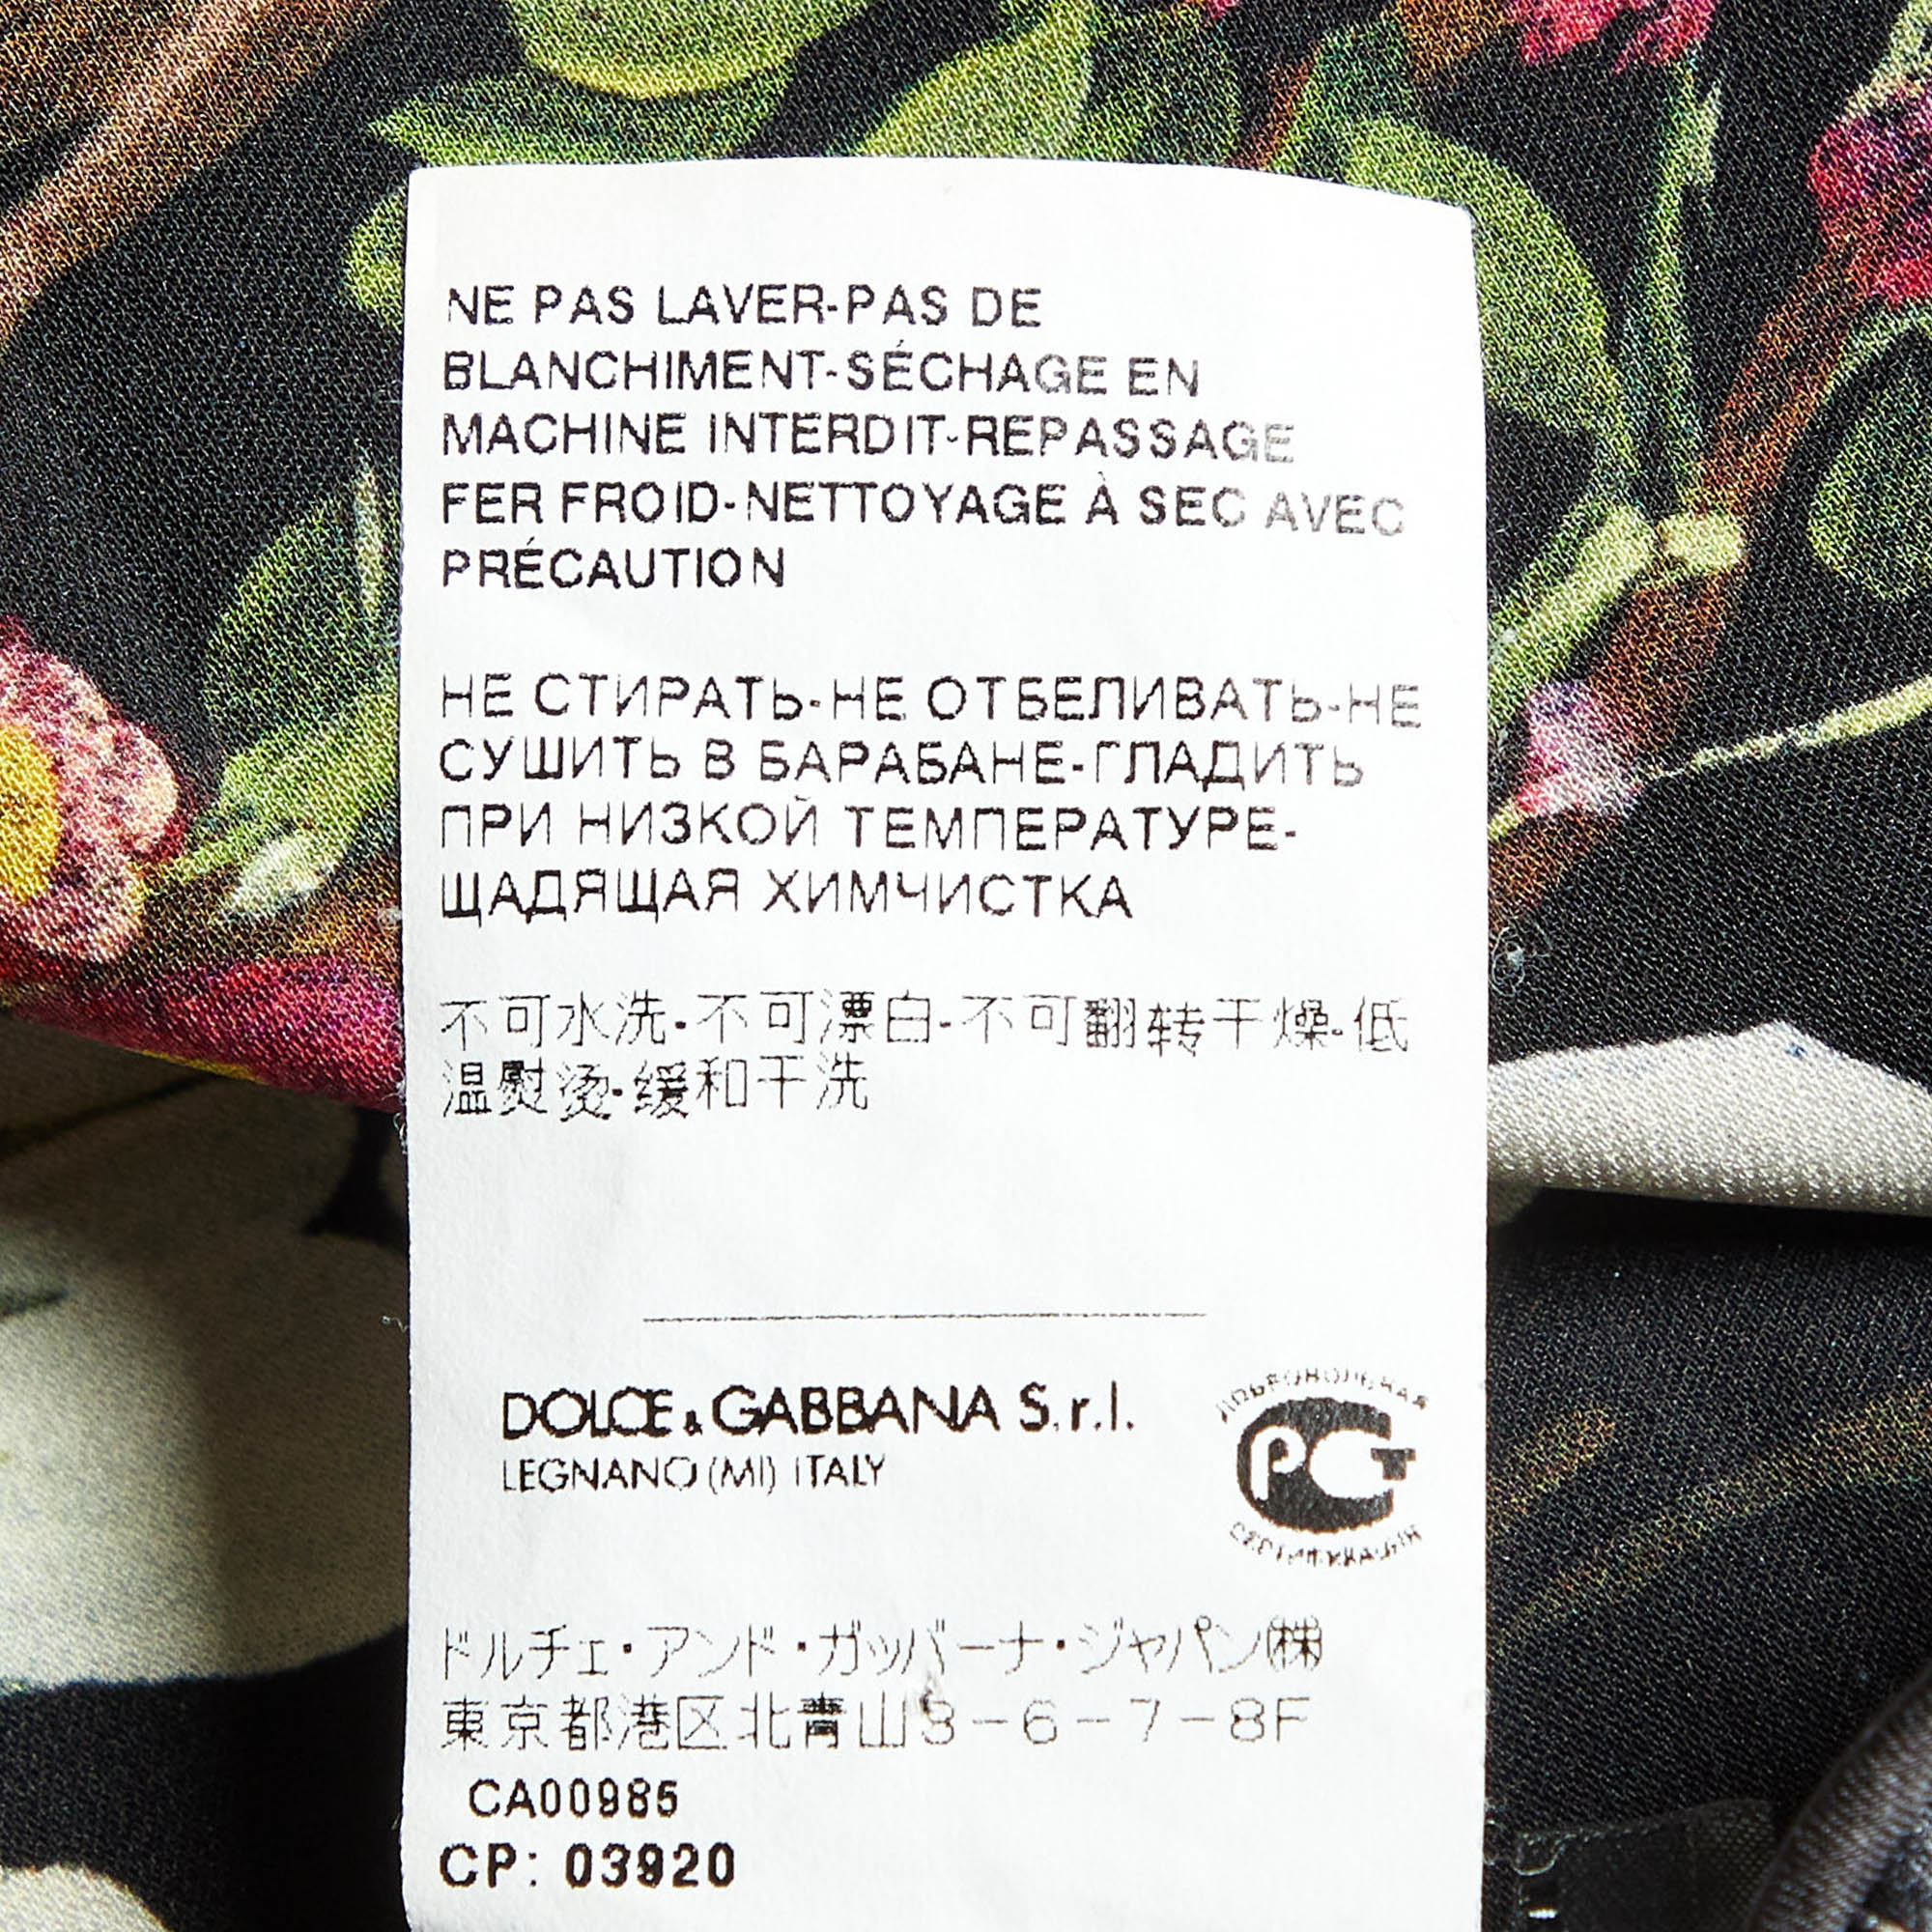 NE PAS LAVER-PAS DE
BLANCHIMENT-SÉCHAGE EN
MACHINE INTERDIT-REPASSAGE
FER FROID-NETTOYAGE À SEC AVEC
PRÉCAUTION
НЕ СТИРАТЬ-НЕ ОТБЕЛИВАТЬ-НЕ
СУШИТЬ В БАРАБАНЕ-ГЛАДИТЬ
ПРИ НИЗКОЙ ТЕМПЕРАТУРЕ-
ЩАДЯЩАЯ ХИМЧИСТКА
不可水洗-不可漂白-不可翻转干燥-低
温熨烫-缓和干洗
DOLCE & GABBANA S.r.l.
LEGNANO (MI) ITALY
ДОБРОВОЛЬНАЯ
РСТ
СЕРТИФИКАЦИЯ
ドルチェ・アンド・ガッバーナ・ジャパン㈱
東京都港区北青山3-6-7-8F
CA00985
CP: 03920